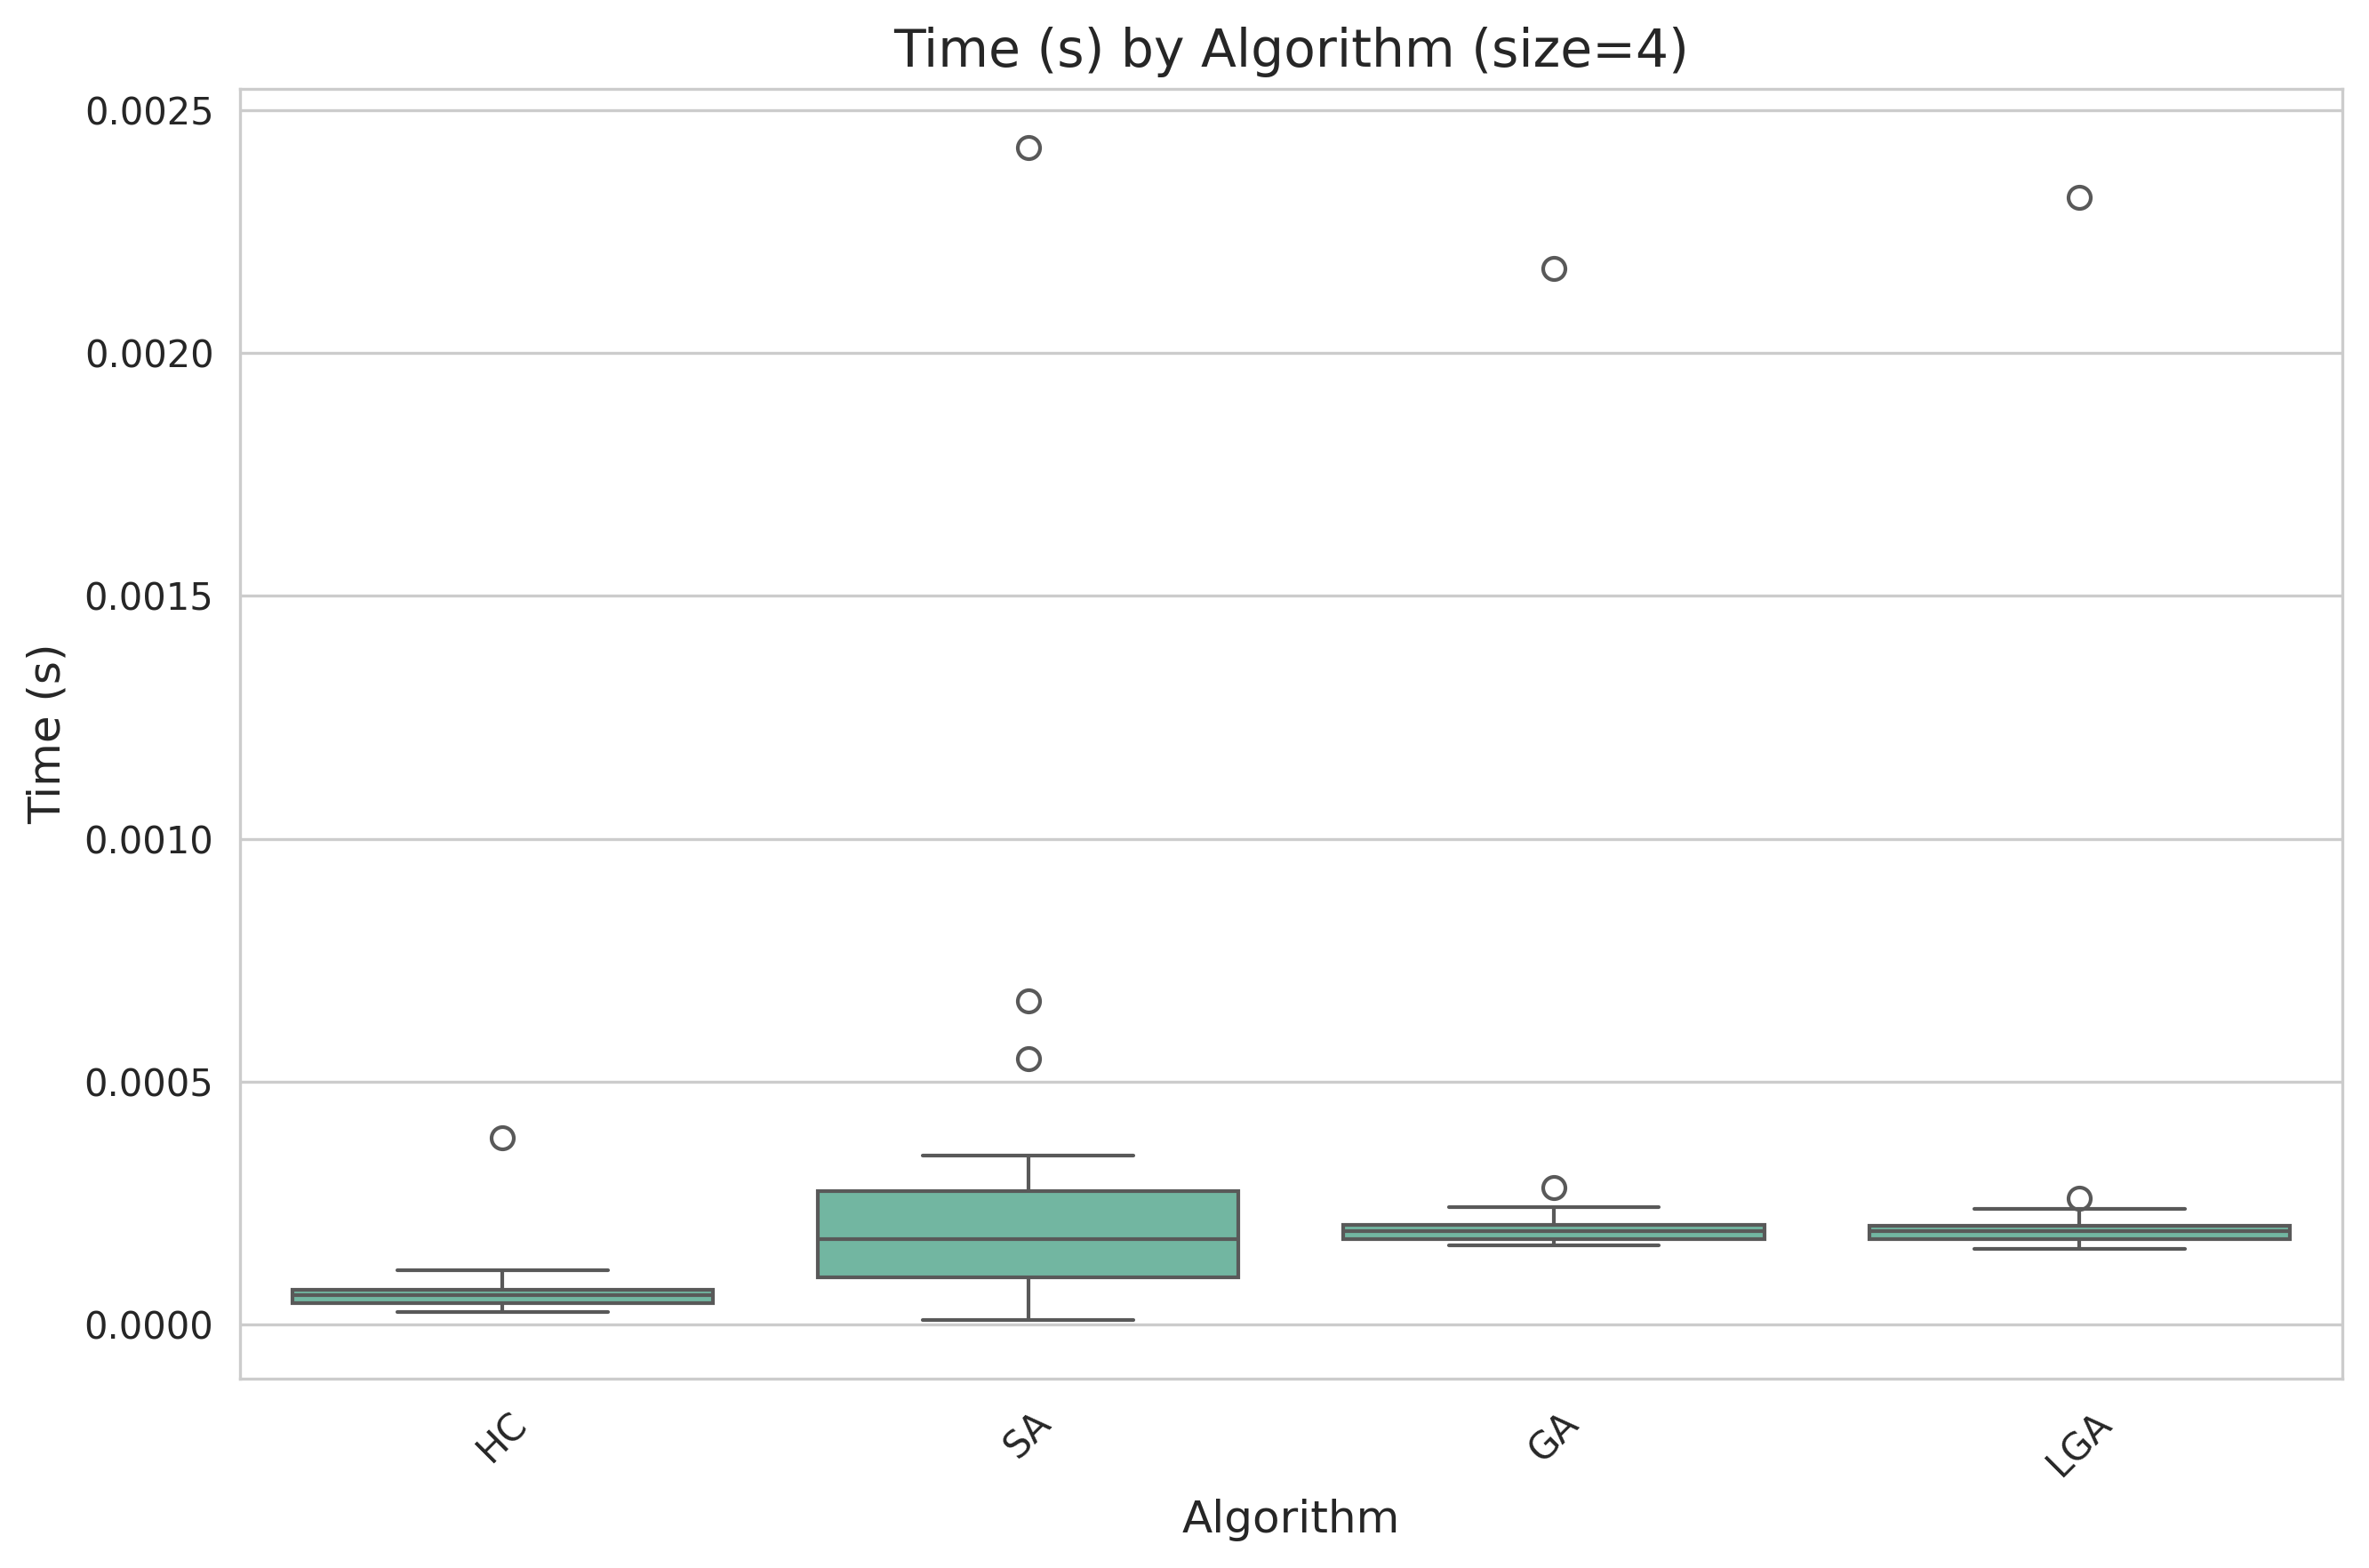 Time (s) by Algorithm (size=4)
0.0025
0.0020
0.0015
0.0010
0.0005
0.0000
Time (s)
HC
SA
GA
LGA
Algorithm